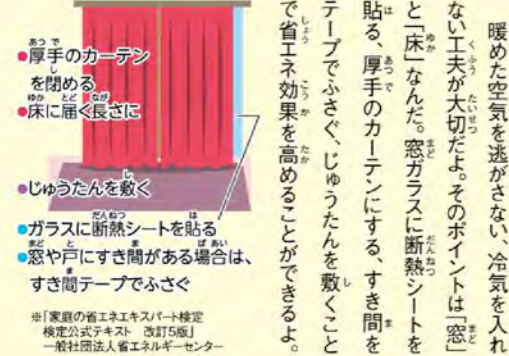 暖めた空気を逃がさない、冷気を入れ
ない工夫が大切だよ。そのポイントは「窓」
と「床」なんだ。窓ガラスに断熱シートを
貼る、厚手のカーテンにする、すき間を
テープでふさぐ、じゅうたんを敷くこと
で省エネ効果を高めることができるよ。
●厚手のカーテン
を閉める
●床に届く長さに
●じゅうたんを敷く
●ガラスに断熱シートを貼る
●窓や戸にすき間がある場合は、
すき間テープでふさぐ
※「家庭の省エネエキスパート検定
検定公式テキスト 改訂5版」
一般社団法人省エネルギーセンター